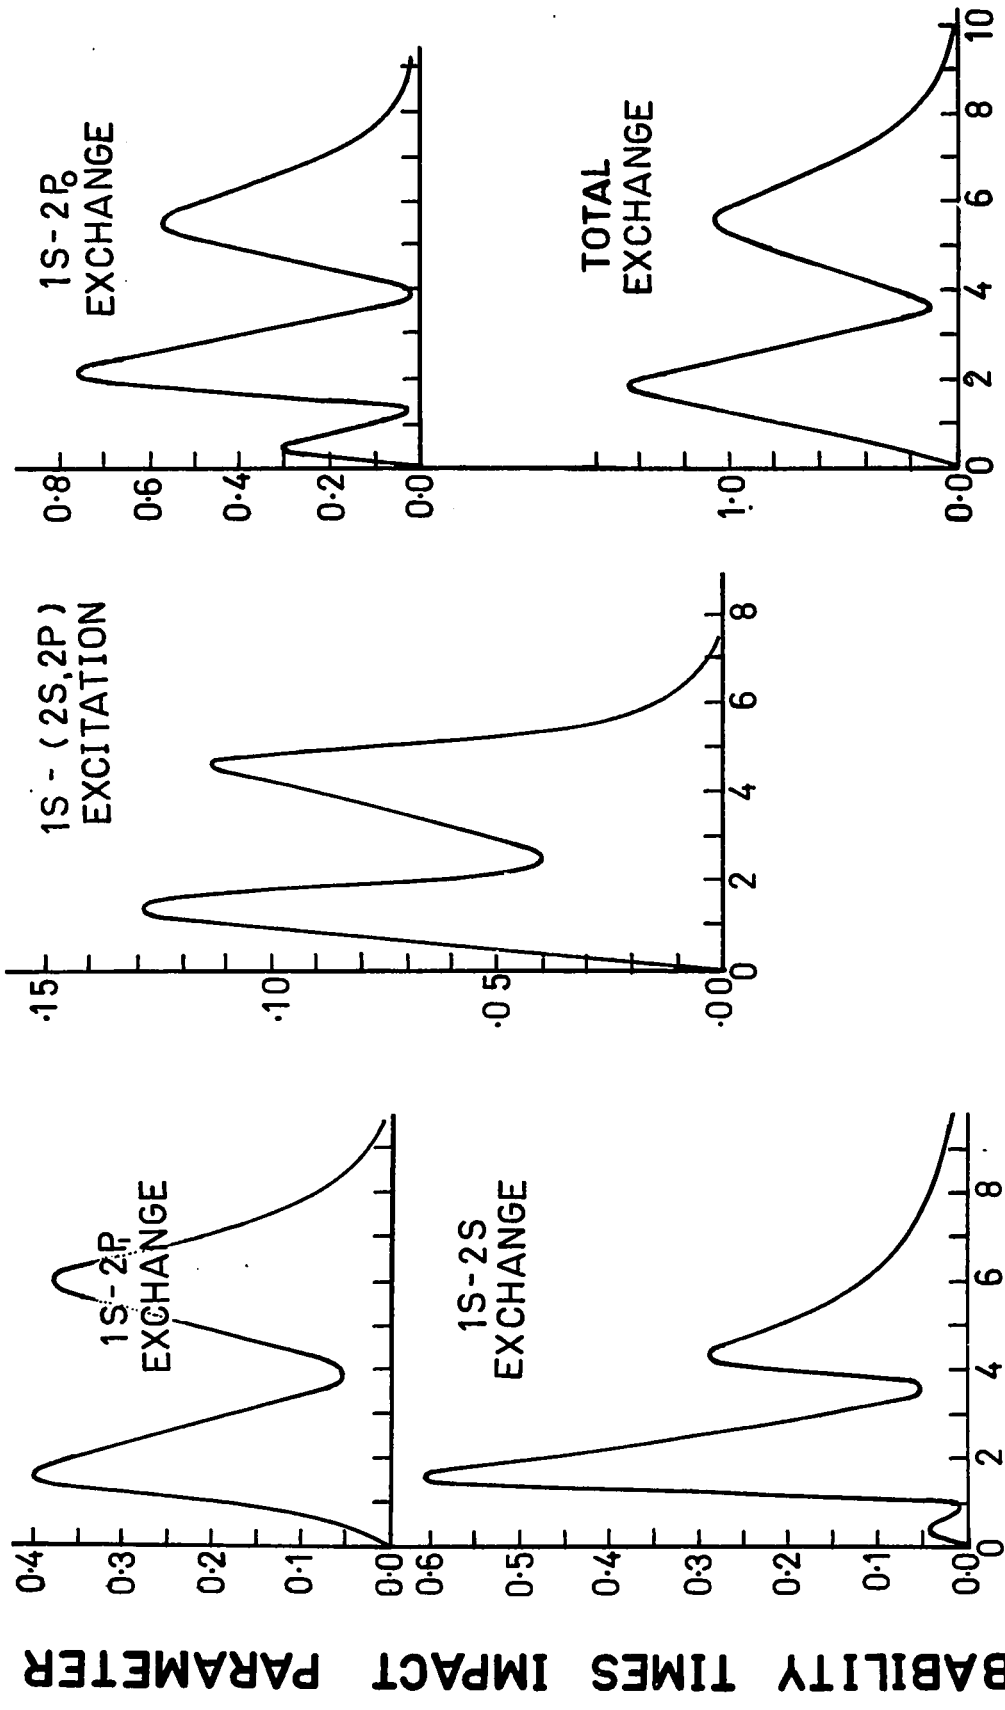 BABILITY TIMES IMPACT PARAMETER
1S-2P₁
EXCHANGE
0·4
0·3
0·2
0·1
0·0
1S-2S
EXCHANGE
0·6
0·5
0·4
0·3
0·2
0·1
0·0
0 2 4 6 8
1S-(2S,2P)
EXCITATION
·15
·10
·05
·00
0 2 4 6 8
1S-2P₀
EXCHANGE
0·8
0·6
0·4
0·2
0·0
TOTAL
EXCHANGE
1·0
0·0
0 2 4 6 8 10